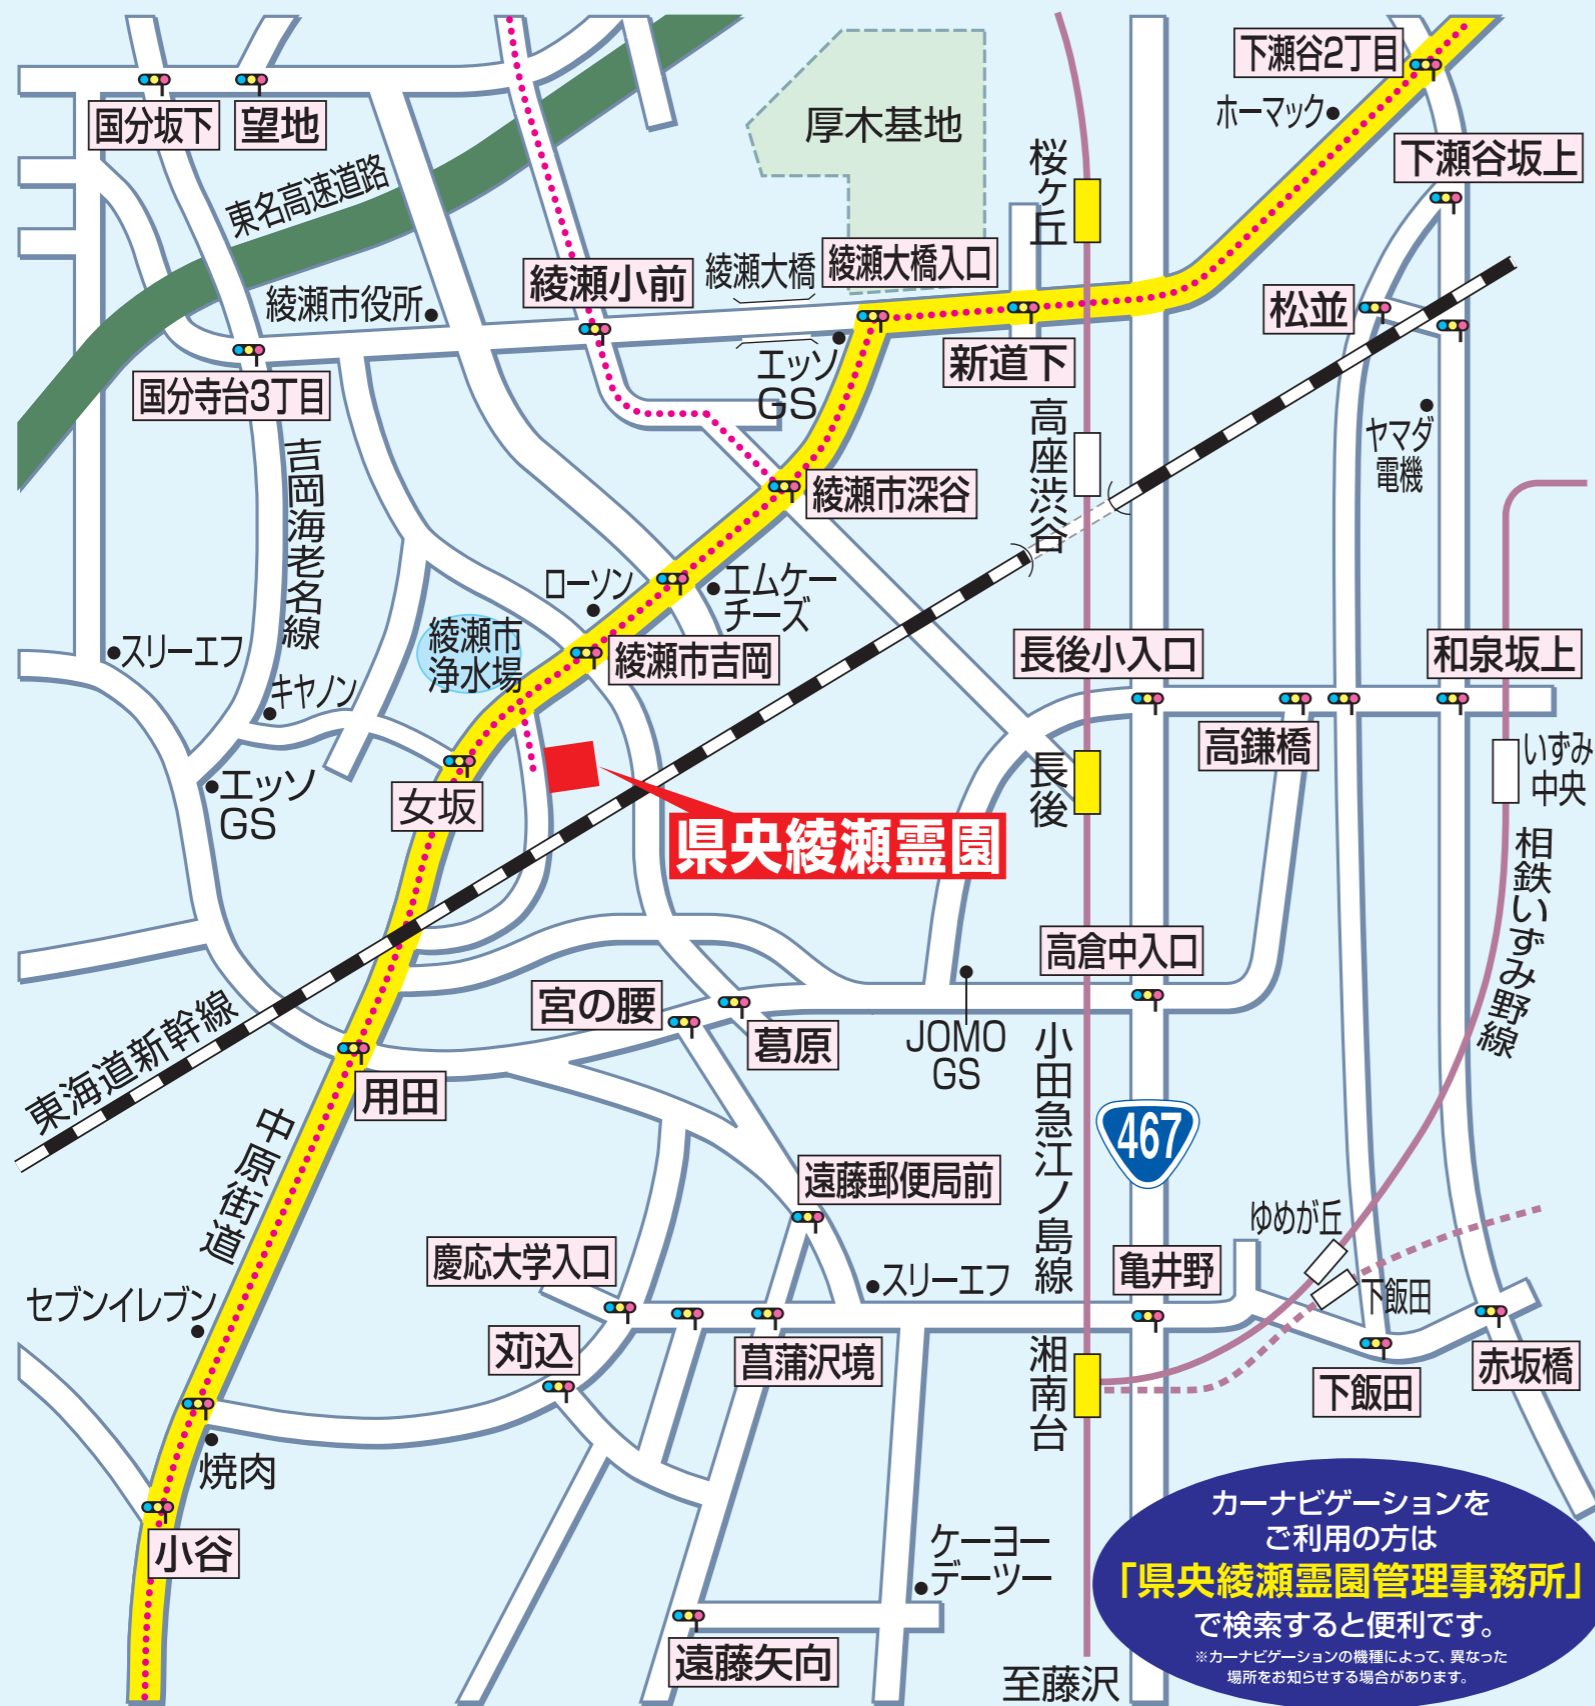 下瀬谷2丁目
ホーマック
厚木基地
国分坂下
望地
桜ヶ丘
下瀬谷坂上
東名高速道路
綾瀬小前
綾瀬大橋
綾瀬大橋入口
綾瀬市役所
松並
国分寺台3丁目
エッソ
GS
新道下
吉岡海老名線
高座渋谷
ヤマダ
電機
綾瀬市深谷
ローソン
エムケー
チーズ
スリーエフ
綾瀬市
浄水場
綾瀬市吉岡
長後小入口
和泉坂上
キヤノン
高鎌橋
いずみ
中央
エッソ
GS
女坂
長後
県央綾瀬霊園
相鉄いずみ野線
高倉中入口
宮の腰
葛原
JOMO
GS
東海道新幹線
用田
小田急江ノ島線
467
中原街道
遠藤郵便局前
ゆめが丘
慶応大学入口
スリーエフ
亀井野
下飯田
セブンイレブン
苅込
菖蒲沢境
湘南台
下飯田
赤坂橋
焼肉
小谷
ケーヨー
デーツー
遠藤矢向
至藤沢
カーナビゲーションを
ご利用の方は
「県央綾瀬霊園管理事務所」
で検索すると便利です。
※カーナビゲーションの機種によって、異なった
場所をお知らせする場合があります。